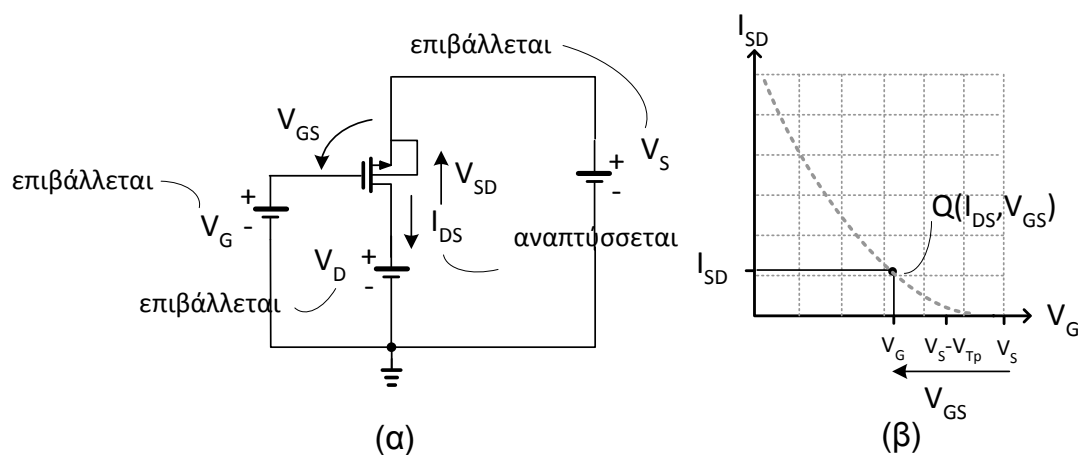 επιβάλλεται
V_GS
V_S
+
-
V_SD
επιβάλλεται
+
-
V_G
I_DS
αναπτύσσεται
V_D
+
-
επιβάλλεται
(α)
I_SD
Q(I_DS,V_GS)
I_SD
V_G
V_G
V_S-V_Tp
V_S
V_GS
(β)